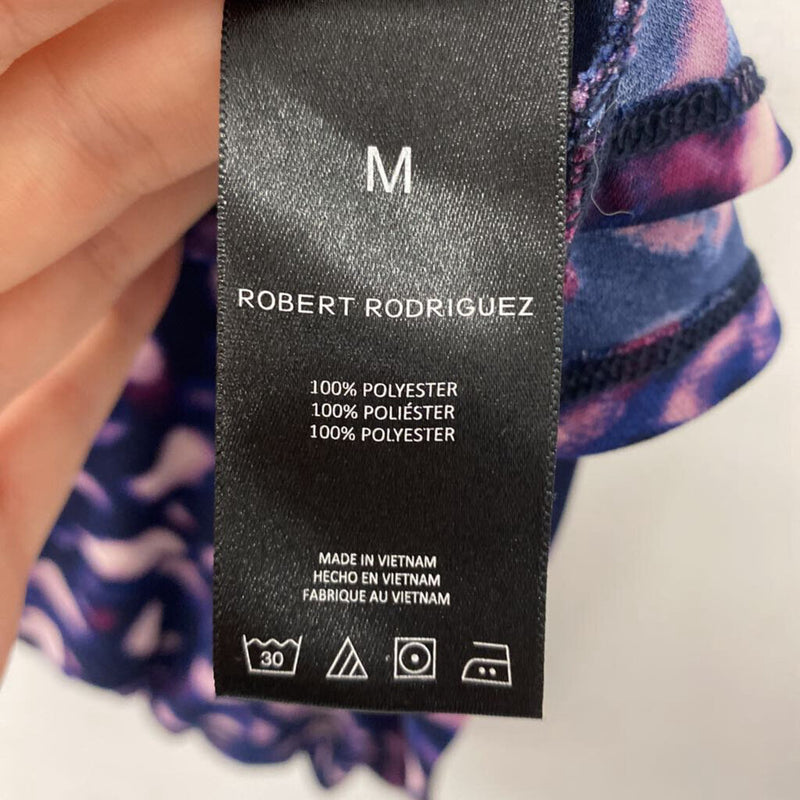 M
ROBERT RODRIGUEZ
100% POLYESTER
100% POLIÉSTER
100% POLYESTER
MADE IN VIETNAM
HECHO EN VIETNAM
FABRIQUE AU VIETNAM
30